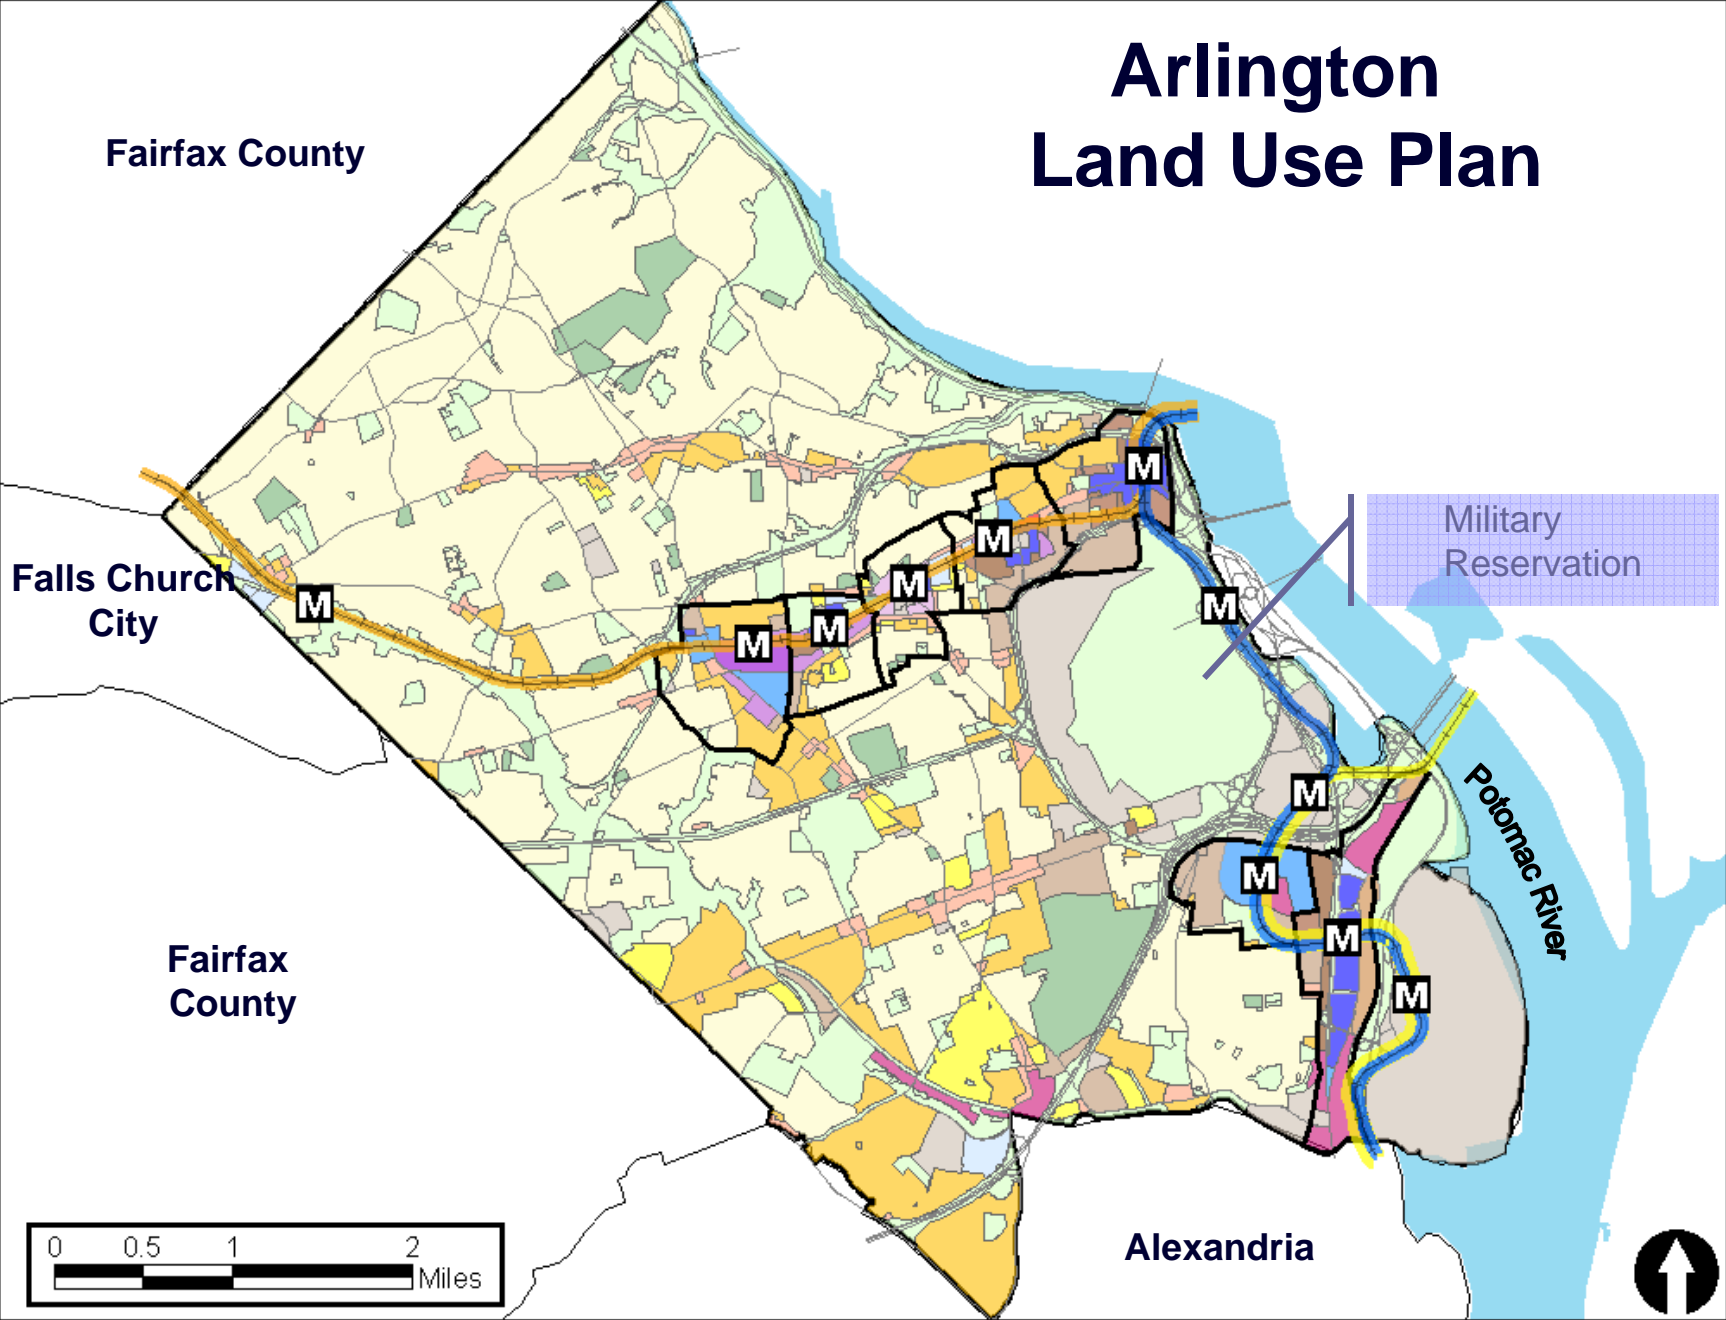 Arlington
Land Use Plan
Fairfax County
Military
Reservation
Falls Church
City
Potomac River
Fairfax
County
Alexandria
0 0.5 1 2
Miles
M
M
M
M
M
M
M
M
M
M
M